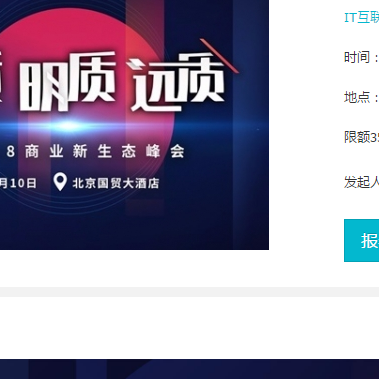 质 明质 远质
8商业新生态峰会
月10日 北京国贸大酒店
IT互联
时间：
地点：
限额35
发起人
报